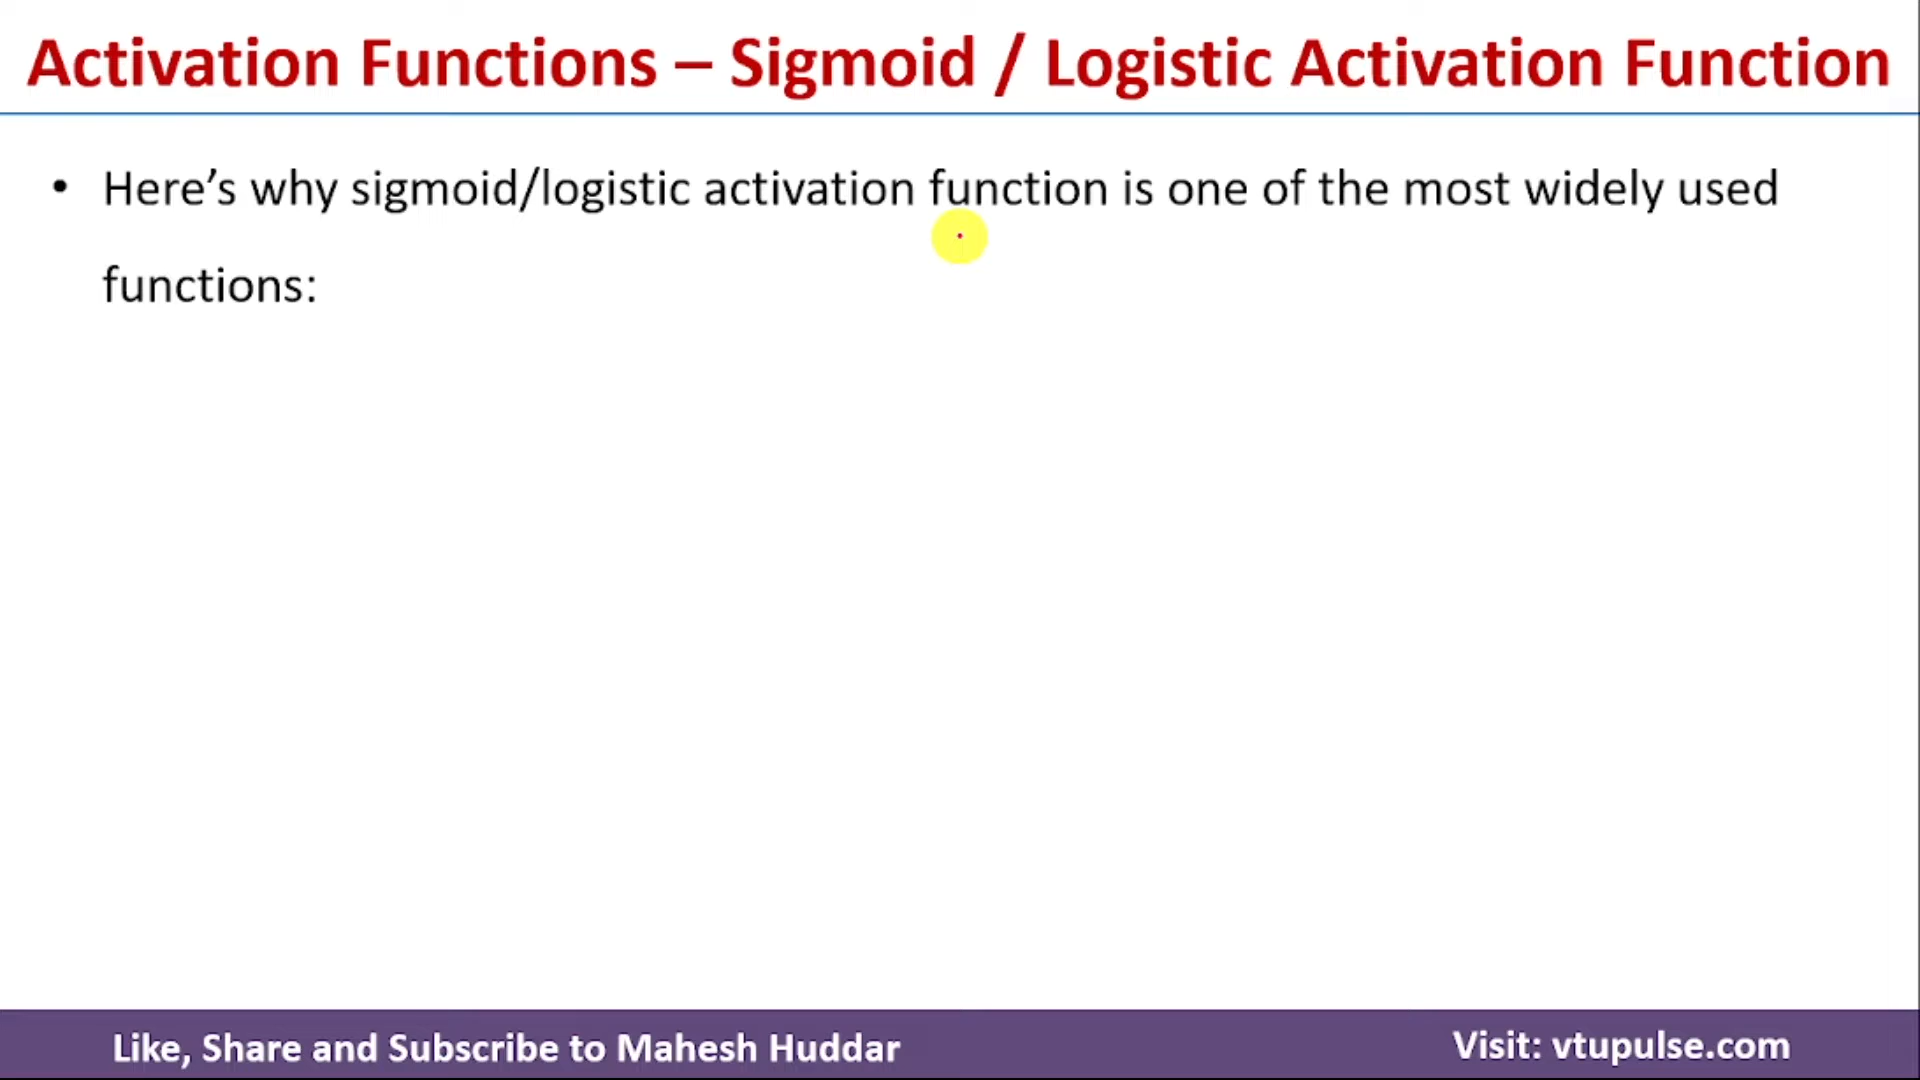 Activation Functions – Sigmoid / Logistic Activation Function
• Here’s why sigmoid/logistic activation function is one of the most widely used
functions:
Like, Share and Subscribe to Mahesh Huddar
Visit: vtupulse.com